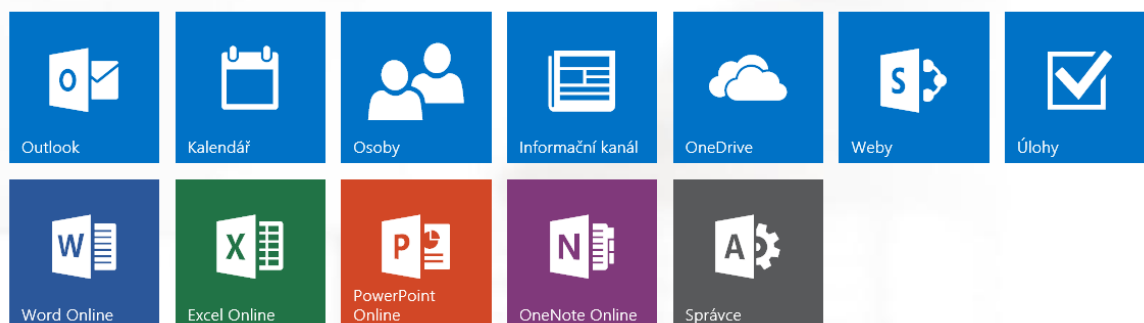 O
S
Outlook
Kalendář
Osoby
Informační kanál
OneDrive
Weby
Úlohy
W
X
P
N
A
Word Online
Excel Online
PowerPoint
Online
OneNote Online
Správce